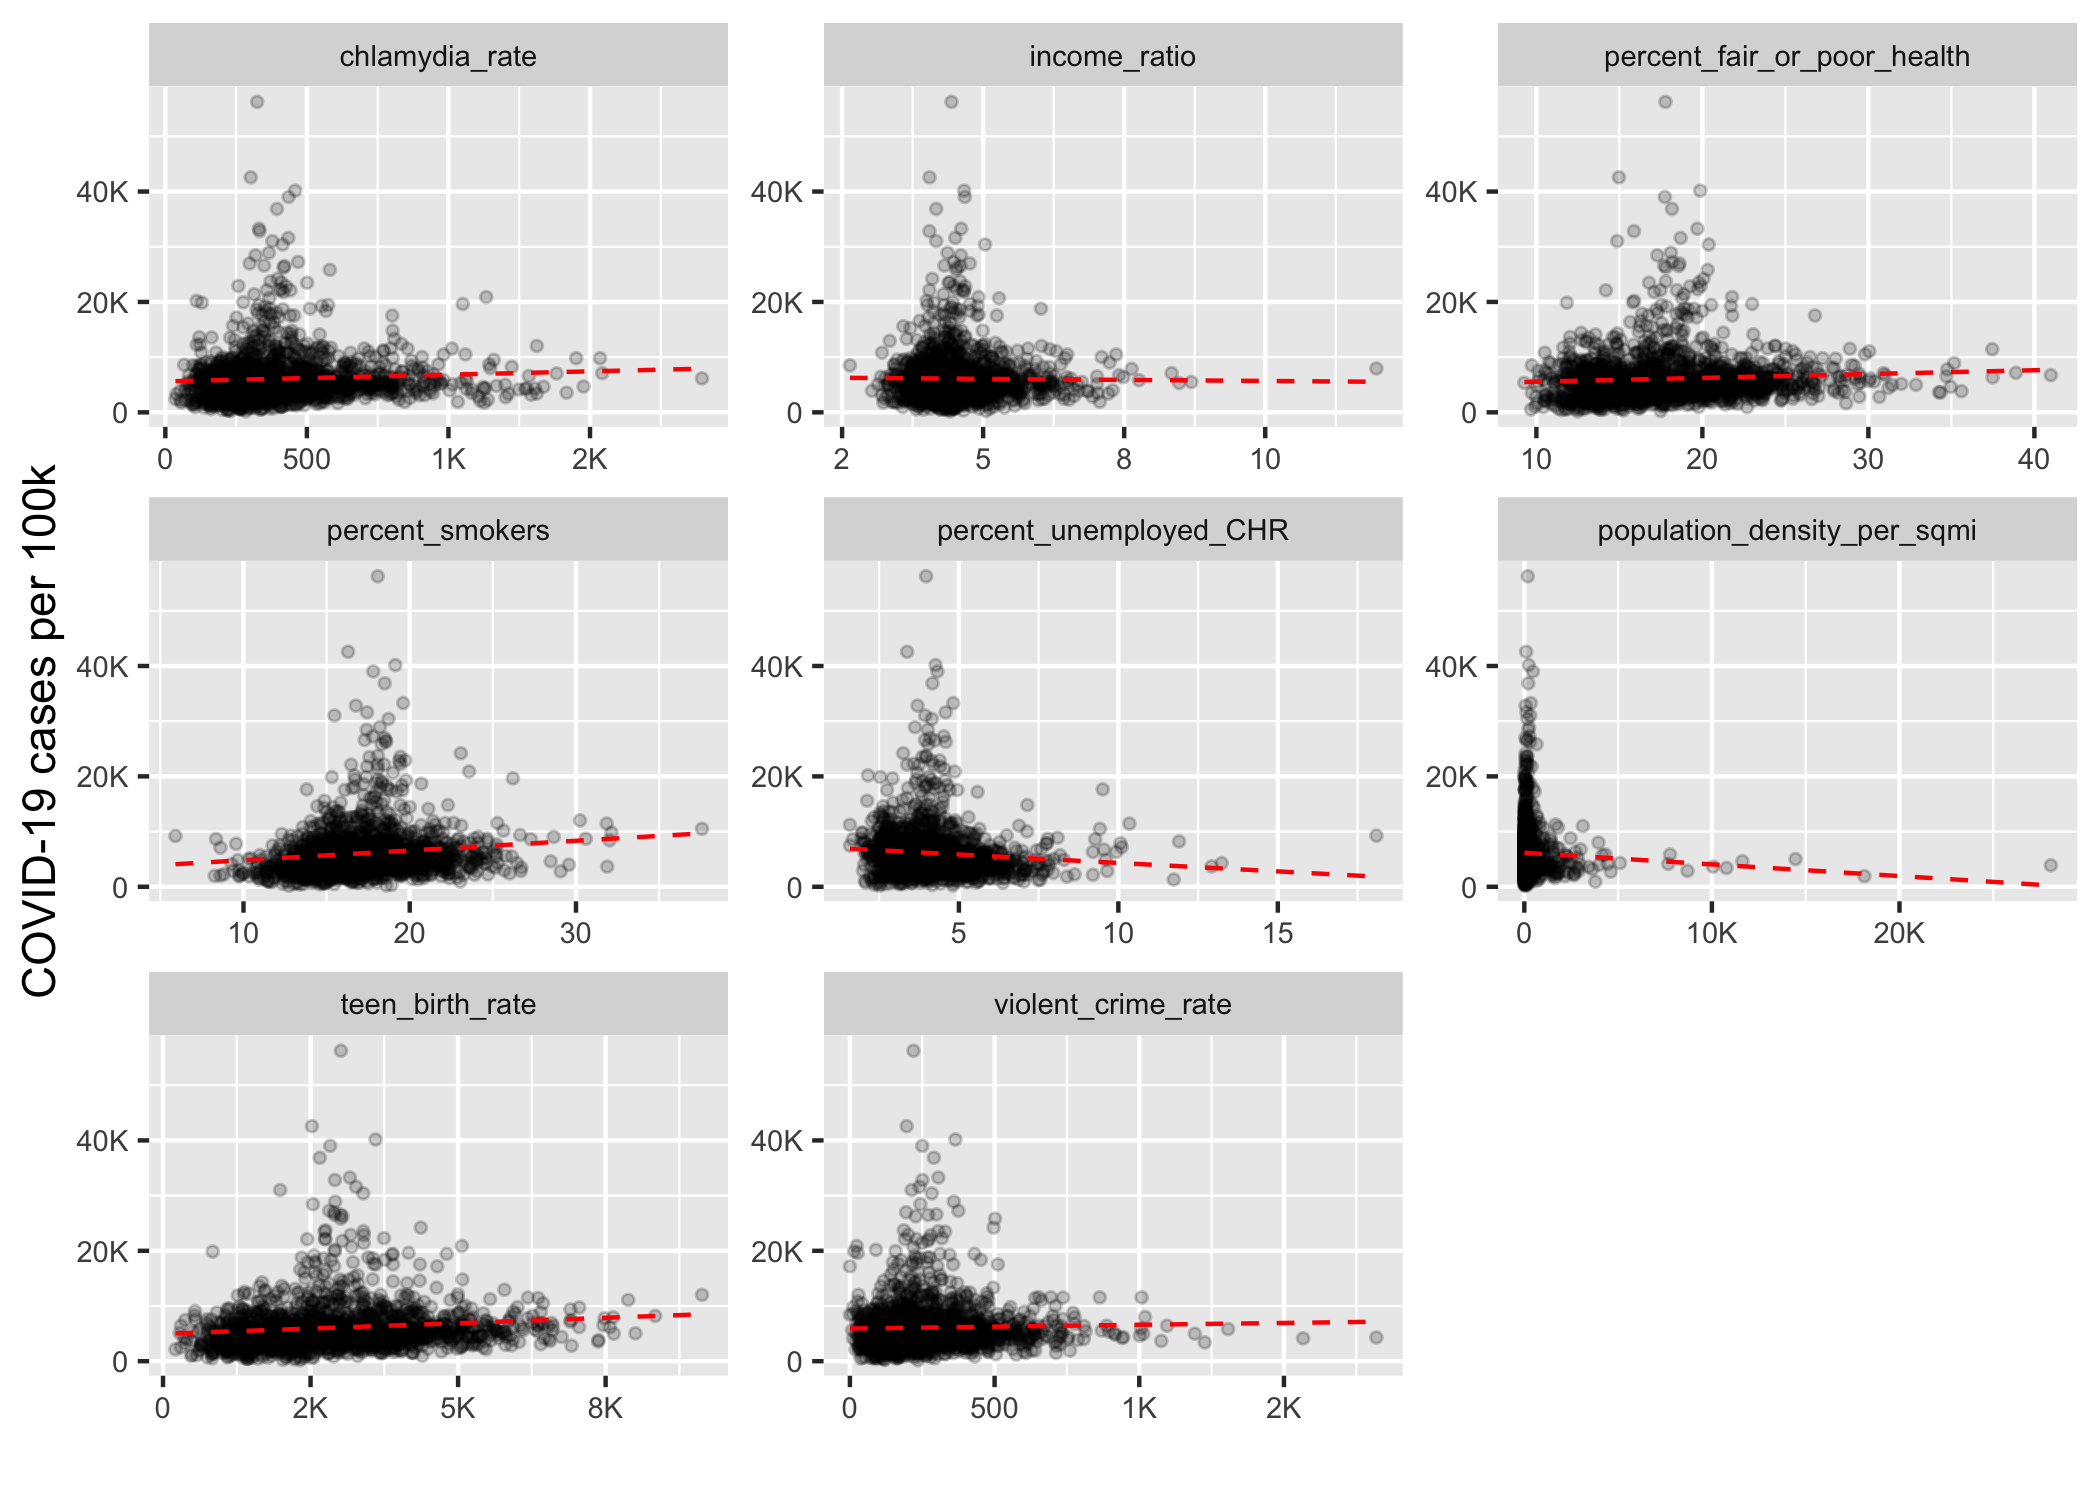 COVID-19 cases per 100k
chlamydia_rate
40K
20K
0
0 500 1K 2K
income_ratio
40K
20K
0
2 5 8 10
percent_fair_or_poor_health
40K
20K
0
10 20 30 40
percent_smokers
40K
20K
0
10 20 30
percent_unemployed_CHR
40K
20K
0
5 10 15
population_density_per_sqmi
40K
20K
0
0 10K 20K
teen_birth_rate
40K
20K
0
0 2K 5K 8K
violent_crime_rate
40K
20K
0
0 500 1K 2K